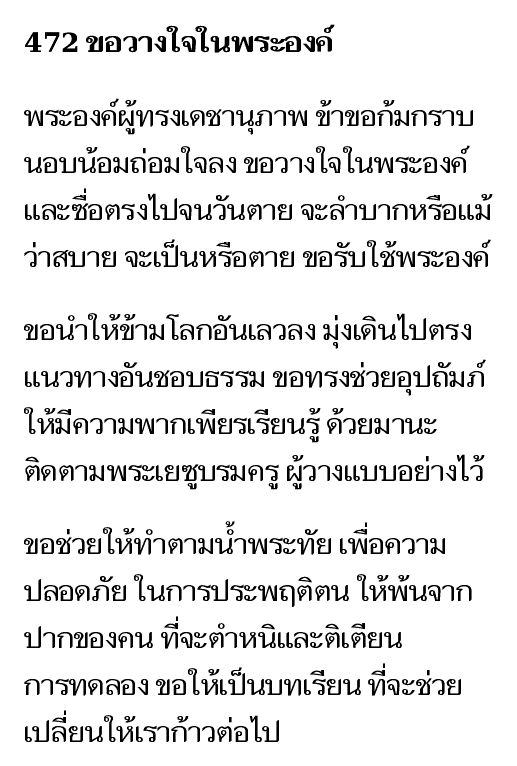 472 ขอวางใจในพระองค์
พระองค์ผู้ทรงเดชานุภาพ ข้าขอก้มกราบ
นอบน้อมถ่อมใจลง ขอวางใจในพระองค์
และซื่อตรงไปจนวันตาย จะลำบากหรือแม้
ว่าสบาย จะเป็นหรือตาย ขอรับใช้พระองค์
ขอนำให้ข้ามโลกอันเลวลง มุ่งเดินไปตรง
แนวทางอันชอบธรรม ขอทรงช่วยอุปถัมภ์
ให้มีความพากเพียรเรียนรู้ ด้วยมานะ
ติดตามพระเยซูบรมครู ผู้วางแบบอย่างไว้
ขอช่วยให้ทำตามน้ำพระทัย เพื่อความ
ปลอดภัย ในการประพฤติตน ให้พ้นจาก
ปากของคน ที่จะตำหนิและติเตียน
การทดลอง ขอให้เป็นบทเรียน ที่จะช่วย
เปลี่ยนให้เราก้าวต่อไป